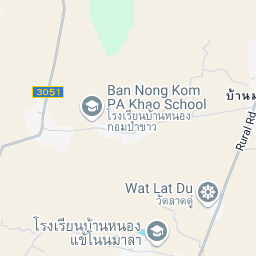 3051
Ban Nong Kom
PA Khao School
โรงเรียนบ้านหนอง
กอมป่าขาว
บ้านม
Rural Rd
Wat Lat Du
วัดลาดดู่
โรงเรียนบ้านหนอง
แข้โนนมาลา